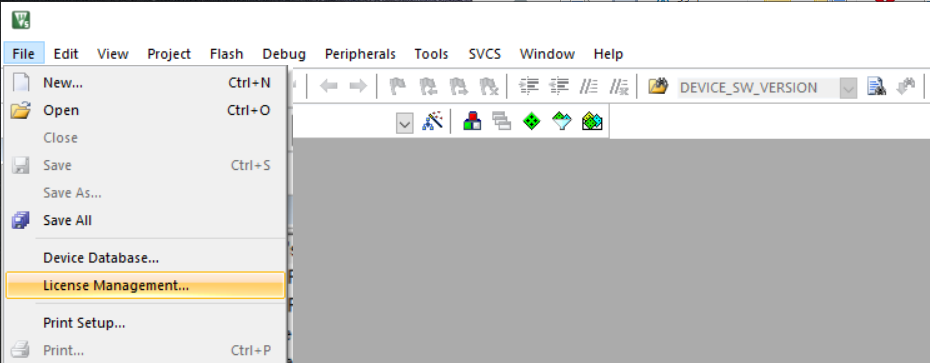 File Edit View Project Flash Debug Peripherals Tools SVCS Window Help
New... Ctrl+N
DEVICE_SW_VERSION
Open Ctrl+O
Close
Save Ctrl+S
Save As...
Save All
Device Database...
License Management...
Print Setup...
Print... Ctrl+P